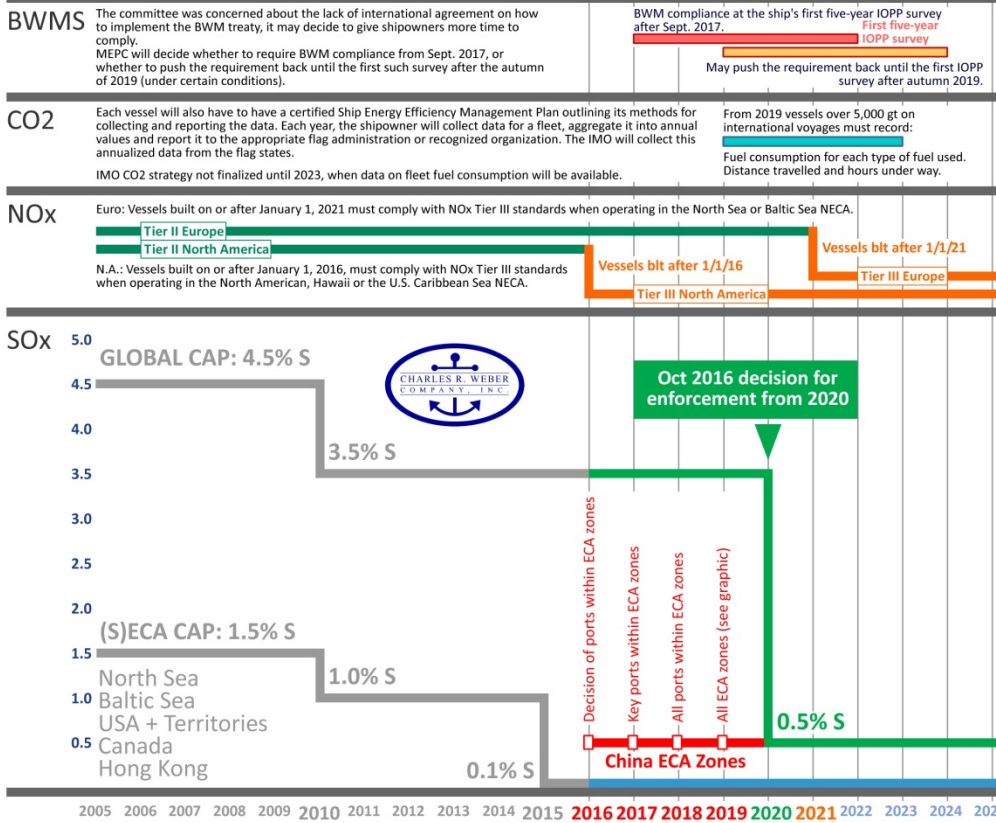 BWMS
The committee was concerned about the lack of international agreement on how
to implement the BWM treaty, it may decide to give shipowners more time to
comply.
MEPC will decide whether to require BWM compliance from Sept. 2017, or
whether to push the requirement back until the first such survey after the autumn
of 2019 (under certain conditions).
BWM compliance at the ship's first five-year IOPP survey
after Sept. 2017.
First five-year
IOPP survey
May push the requirement back until the first IOPP
survey after autumn 2019.
CO2
Each vessel will also have to have a certified Ship Energy Efficiency Management Plan outlining its methods for
collecting and reporting the data. Each year, the shipowner will collect data for a fleet, aggregate it into annual
values and report it to the appropriate flag administration or recognized organization. The IMO will collect this
annualized data from the flag states.
IMO CO2 strategy not finalized until 2023, when data on fleet fuel consumption will be available.
From 2019 vessels over 5,000 gt on
international voyages must record:
Fuel consumption for each type of fuel used.
Distance travelled and hours under way.
NOx
Euro: Vessels built on or after January 1, 2021 must comply with NOx Tier III standards when operating in the North Sea or Baltic Sea NECA.
Tier II Europe
Tier II North America
Vessels blt after 1/1/21
Vessels blt after 1/1/16
Tier III Europe
Tier III North America
N.A.: Vessels built on or after January 1, 2016, must comply with NOx Tier III standards
when operating in the North American, Hawaii or the U.S. Caribbean Sea NECA.
SOx
5.0
4.5
4.0
3.5
3.0
2.5
2.0
1.5
1.0
0.5
GLOBAL CAP: 4.5% S
CHARLES R. WEBER
COMPANY, INC.
Oct 2016 decision for
enforcement from 2020
3.5% S
Decision of ports within ECA zones
Key ports within ECA zones
All ports within ECA zones
All ECA zones (see graphic)
(S)ECA CAP: 1.5% S
1.0% S
North Sea
Baltic Sea
USA + Territories
Canada
Hong Kong
0.5% S
China ECA Zones
0.1% S
2005 2006 2007 2008 2009 2010 2011 2012 2013 2014 2015 2016 2017 2018 2019 2020 2021 2022 2023 2024